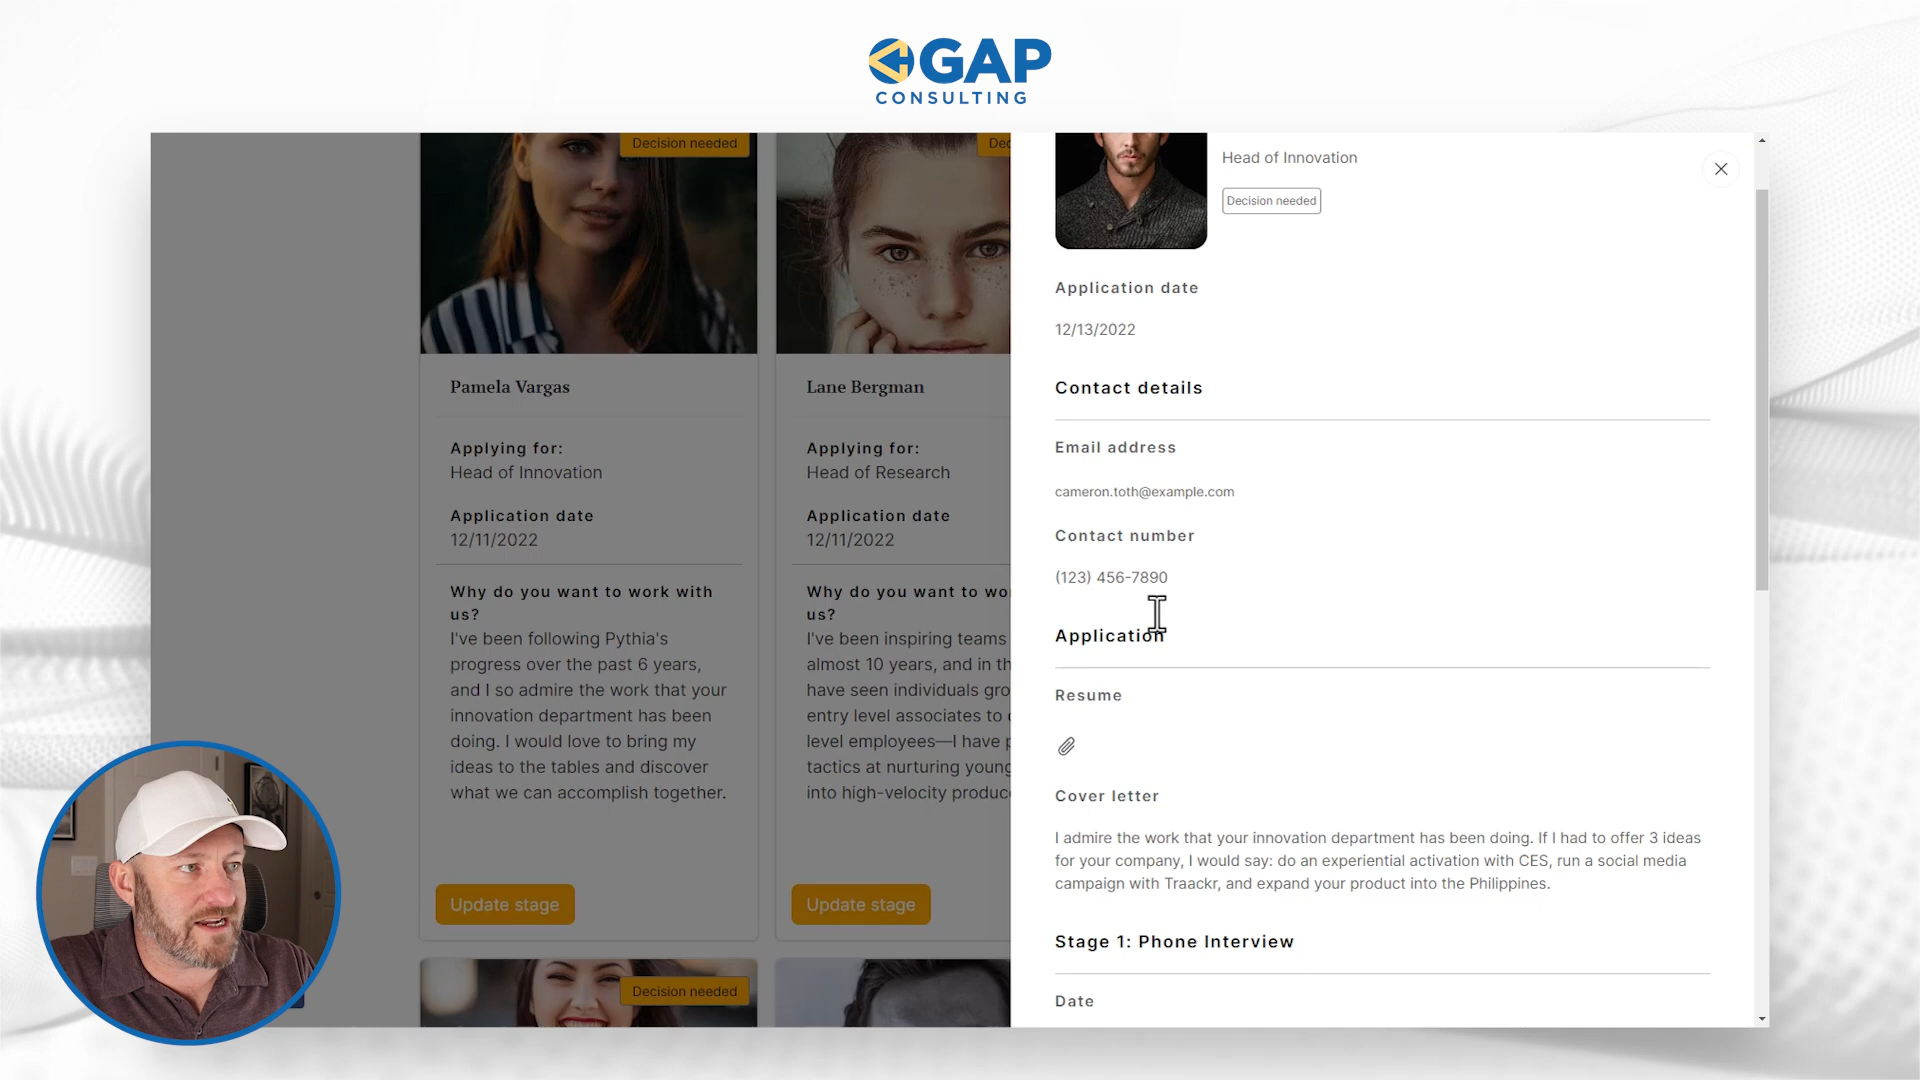 GAP
CONSULTING
Decision needed
Pamela Vargas
Applying for:
Head of Innovation
Application date
12/11/2022
Why do you want to work with
us?
I've been following Pythia's
progress over the past 6 years,
and I so admire the work that your
innovation department has been
doing. I would love to bring my
ideas to the tables and discover
what we can accomplish together.
Update stage
Decision needed
Dec
Lane Bergman
Applying for:
Head of Research
Application date
12/11/2022
Why do you want to wo
us?
I've been inspiring teams
almost 10 years, and in th
have seen individuals gro
entry level associates to
level employees—I have p
tactics at nurturing young
into high-velocity produc
Update stage
Head of Innovation
Decision needed
Application date
12/13/2022
Contact details
Email address
cameron.toth@example.com
Contact number
(123) 456-7890
Application
Resume
Cover letter
I admire the work that your innovation department has been doing. If I had to offer 3 ideas
for your company, I would say: do an experiential activation with CES, run a social media
campaign with Traackr, and expand your product into the Philippines.
Stage 1: Phone Interview
Date